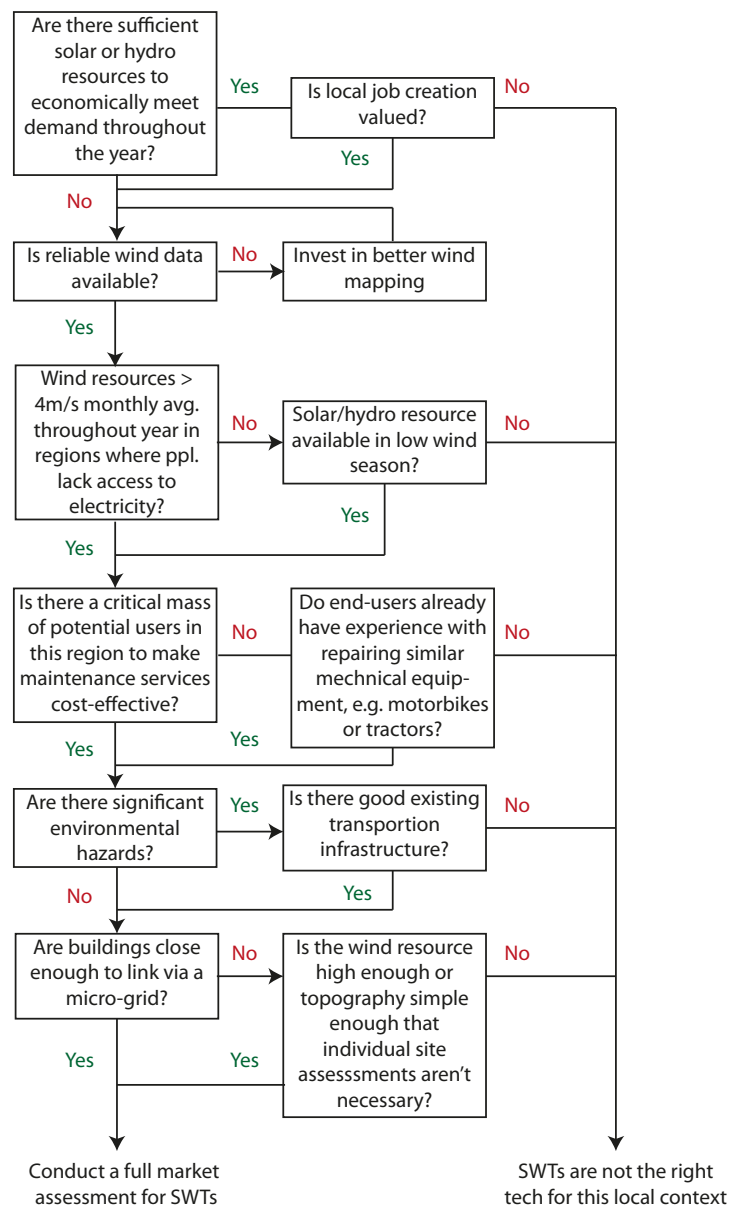 Are there sufficient
solar or hydro
resources to
economically meet
demand throughout
the year?
Yes
Is local job creation
valued?
No
Yes
No
Is reliable wind data
available?
No
Invest in better wind
mapping
Yes
Wind resources >
4m/s monthly avg.
throughout year in
regions where ppl.
lack access to
electricity?
No
Solar/hydro resource
available in low wind
season?
No
Yes
Yes
Is there a critical mass
of potential users in
this region to make
maintenance services
cost-effective?
No
Do end-users already
have experience with
repairing similar
mechnical equip-
ment, e.g. motorbikes
or tractors?
No
Yes
Yes
Are there significant
environmental
hazards?
Yes
Is there good existing
transportion
infrastructure?
No
No
Yes
Are buildings close
enough to link via a
micro-grid?
No
Is the wind resource
high enough or
topography simple
enough that
individual site
assesssments aren't
necessary?
No
Yes
Yes
Conduct a full market
assessment for SWTs
SWTs are not the right
tech for this local context